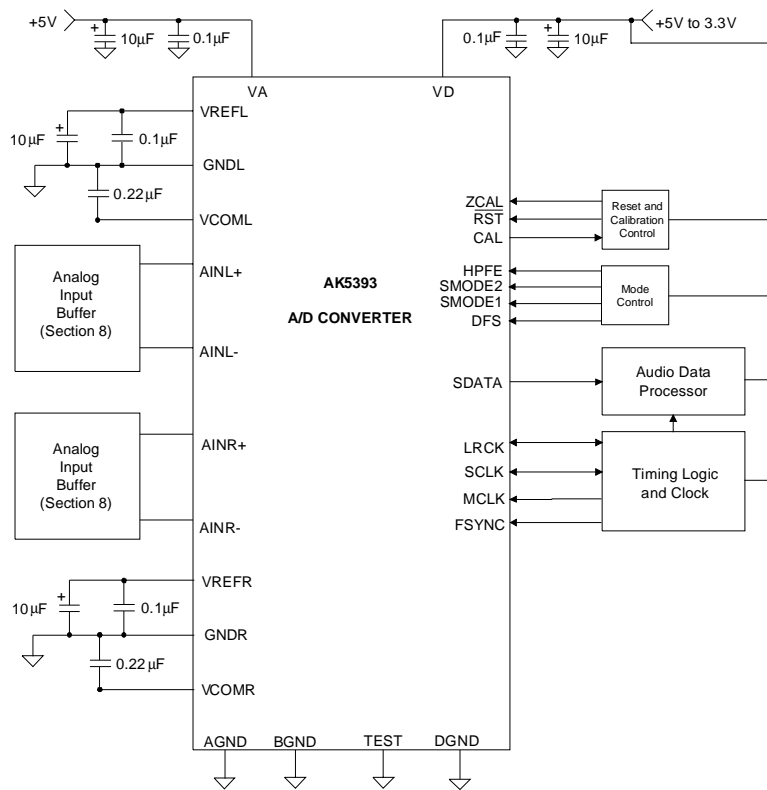 +5V
10µF
0.1µF
0.1µF
10µF
+5V to 3.3V
VA
VD
VREFL
10µF
0.1µF
GNDL
0.22µF
VCOML
ZCAL
RST
CAL
Reset and
Calibration
Control
Analog
Input
Buffer
(Section 8)
AINL+
AINL-
AK5393
A/D CONVERTER
HPFE
SMODE2
SMODE1
DFS
Mode
Control
SDATA
Audio Data
Processor
Analog
Input
Buffer
(Section 8)
AINR+
AINR-
LRCK
SCLK
MCLK
FSYNC
Timing Logic
and Clock
VREFR
10µF
0.1µF
GNDR
0.22µF
VCOMR
AGND
BGND
TEST
DGND